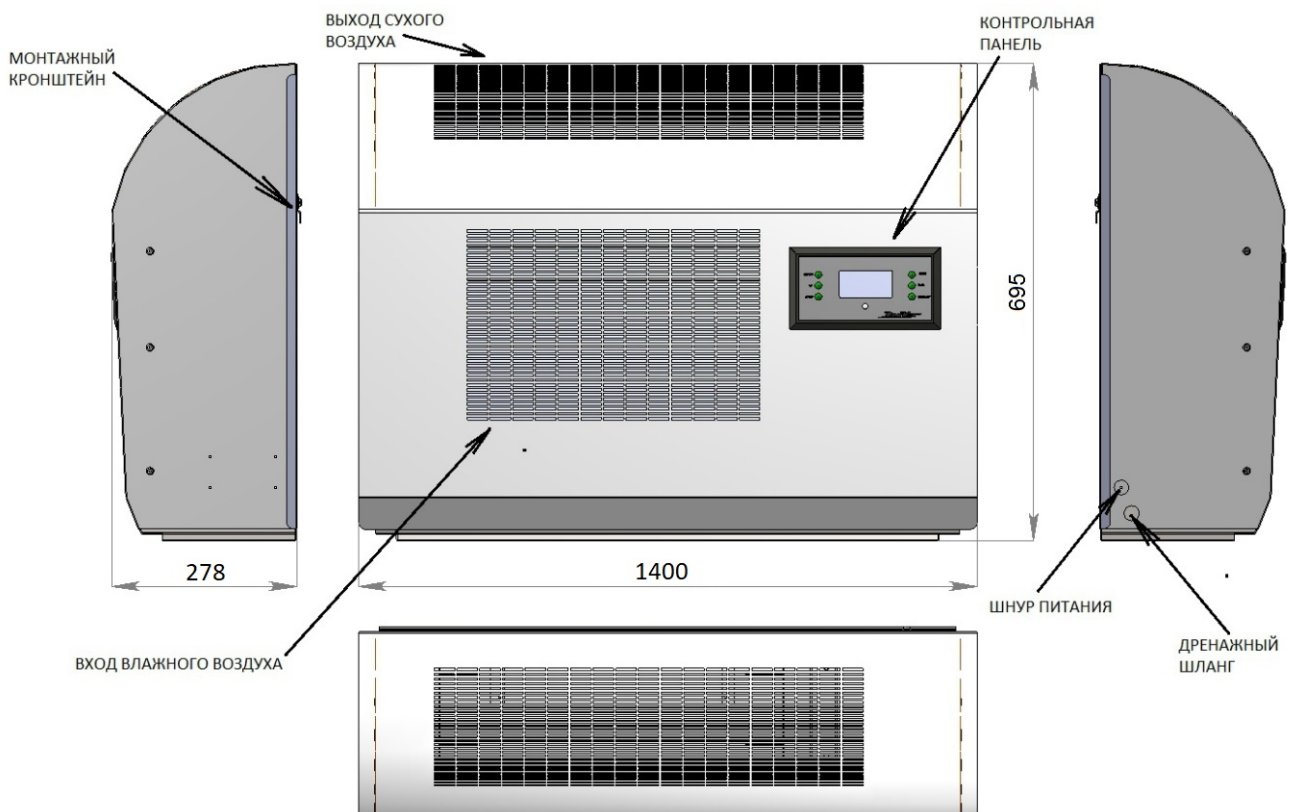 ВЫХОД СУХОГО
ВОЗДУХА
КОНТРОЛЬНАЯ
ПАНЕЛЬ
МОНТАЖНЫЙ
КРОНШТЕЙН
695
278
1400
ШНУР ПИТАНИЯ
ВХОД ВЛАЖНОГО ВОЗДУХА
ДРЕНАЖНЫЙ
ШЛАНГ